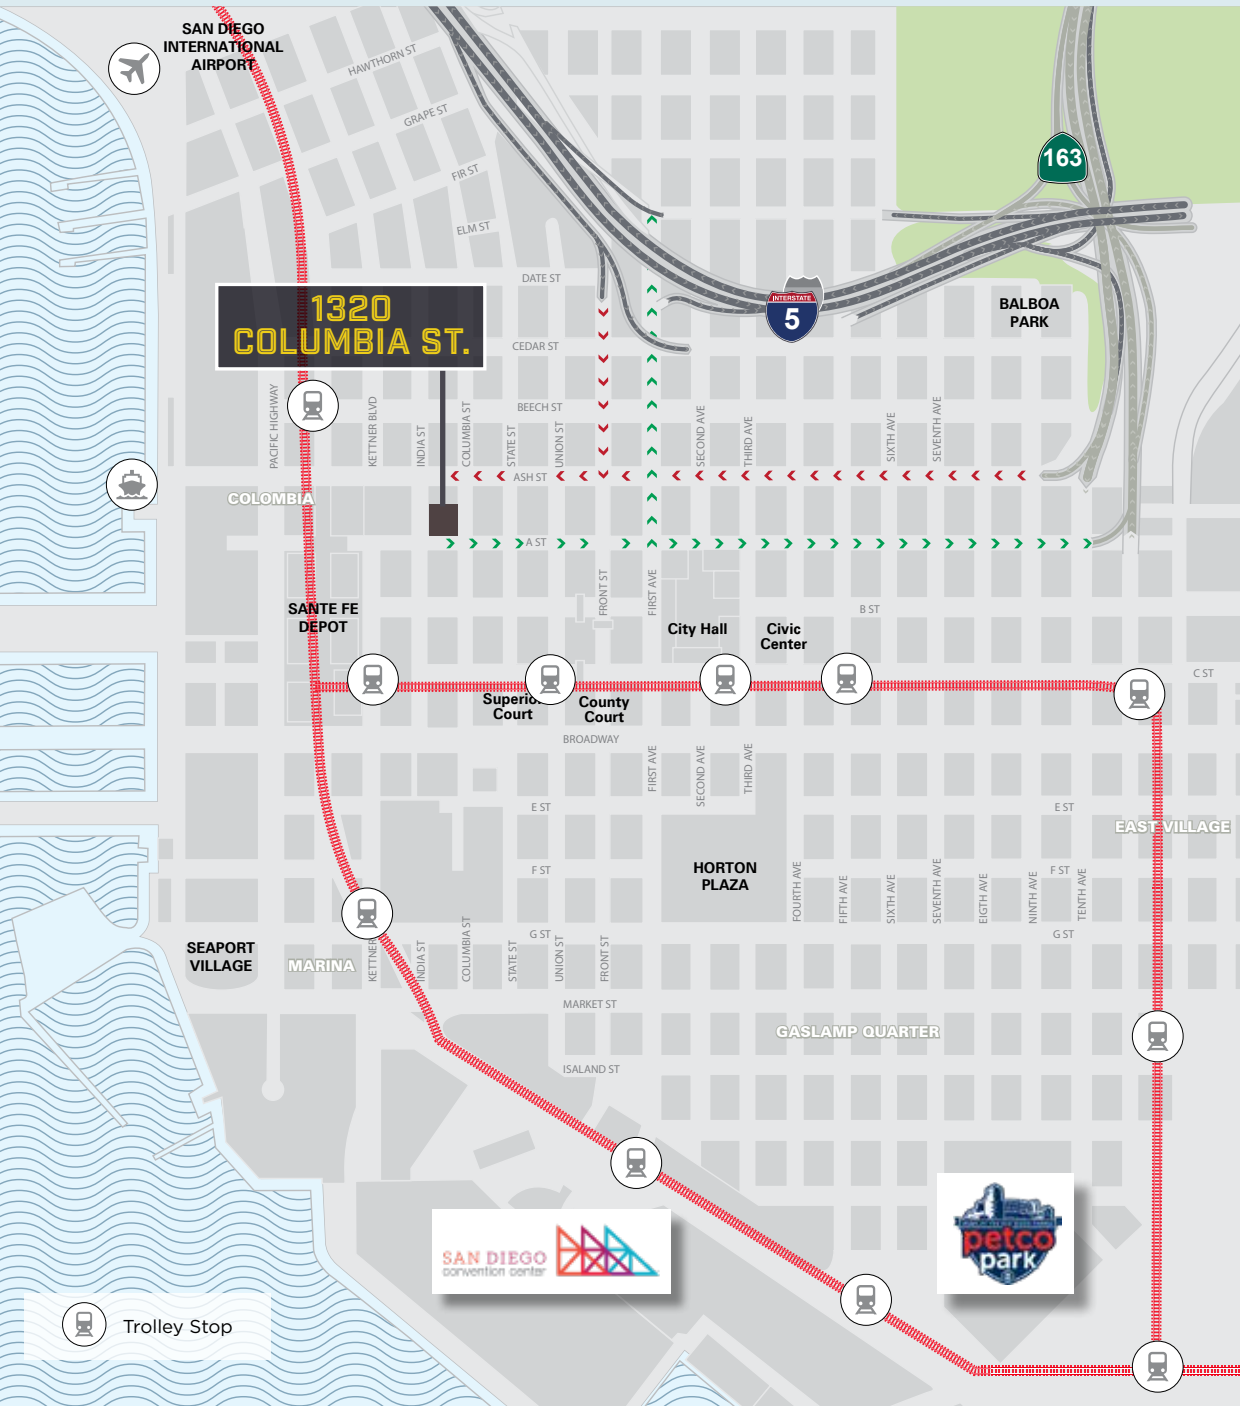 SAN DIEGO
INTERNATIONAL
AIRPORT
HAWTHORN ST
GRAPE ST
FIR ST
ELM ST
163
DATE ST
1320
COLUMBIA ST.
INTERSTATE
5
BALBOA
PARK
CEDAR ST
BEECH ST
PACIFIC HIGHWAY
KETTNER BLVD
INDIA ST
COLUMBIA ST
STATE ST
UNION ST
SECOND AVE
THIRD AVE
SIXTH AVE
SEVENTH AVE
ASH ST
COLOMBIA
A ST
FRONT ST
FIRST AVE
SANTE FE
DEPOT
B ST
City Hall
Civic
Center
C ST
Superior
Court
County
Court
BROADWAY
FIRST AVE
SECOND AVE
THIRD AVE
E ST
E ST
EAST VILLAGE
HORTON
PLAZA
F ST
F ST
FOURTH AVE
FIFTH AVE
SIXTH AVE
SEVENTH AVE
EIGTH AVE
NINTH AVE
TENTH AVE
G ST
G ST
SEAPORT
VILLAGE
MARINA
KETTNER
INDIA ST
COLUMBIA ST
STATE ST
UNION ST
FRONT ST
MARKET ST
GASLAMP QUARTER
ISALAND ST
SAN DIEGO
convention center
petco
park
Trolley Stop